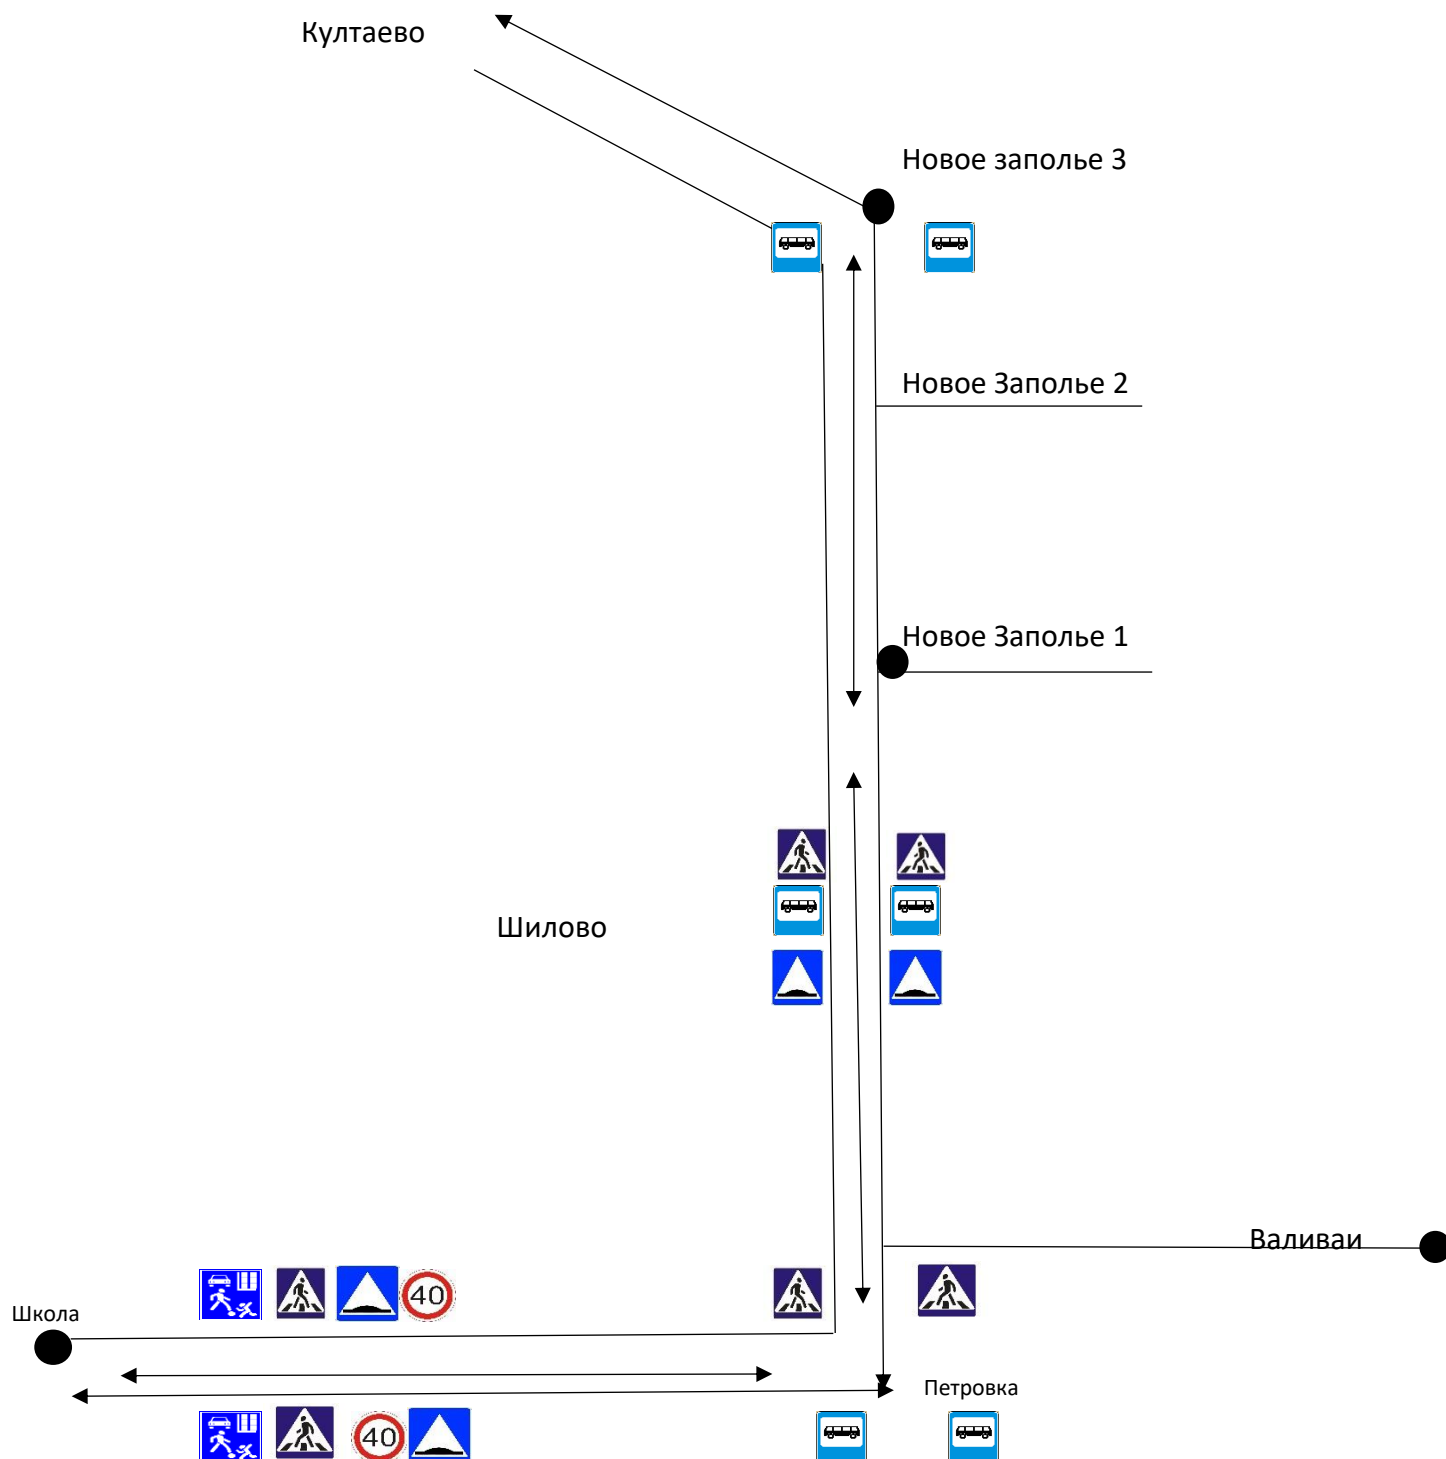 Култаево
Новое заполье 3
Новое Заполье 2
Новое Заполье 1
Шилово
Валиваи
40
Школа
Петровка
40